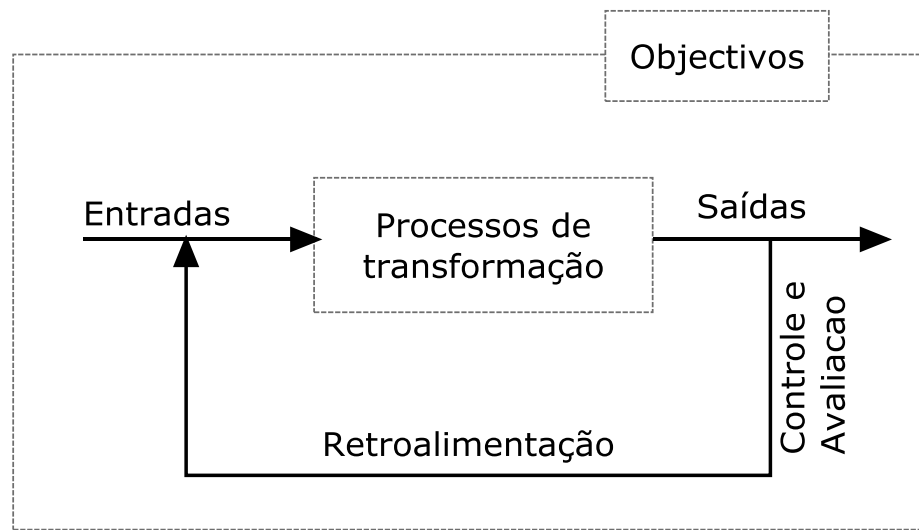 Objectivos
Entradas
Processos de
transformação
Saídas
Controle e
Avaliacao
Retroalimentação